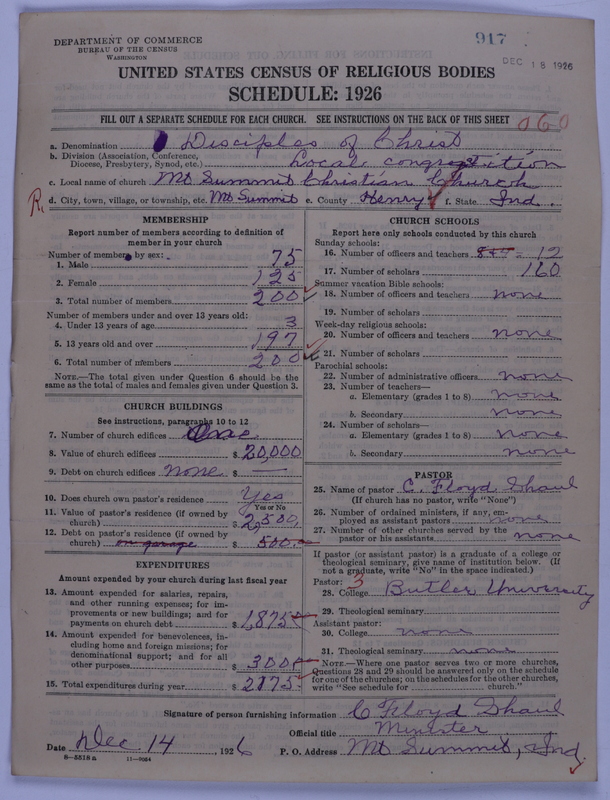 917
DEC 18 1926
DEPARTMENT OF COMMERCE
BUREAU OF THE CENSUS
WASHINGTON
UNITED STATES CENSUS OF RELIGIOUS BODIES
SCHEDULE: 1926
FILL OUT A SEPARATE SCHEDULE FOR EACH CHURCH. SEE INSTRUCTIONS ON THE BACK OF THIS SHEET
060
a. Denomination Disciples of Christ
b. Division (Association, Conference,
Diocese, Presbytery, Synod, etc.) Local congregation
c. Local name of church Mt Summit Christian Church
R. d. City, town, village, or township, etc. Mt Summit e. County Henry f. State Ind.
MEMBERSHIP
Report number of members according to definition of
member in your church
Number of members by sex:
1. Male 75
2. Female 125
3. Total number of members 200
Number of members under and over 13 years old:
4. Under 13 years of age 3
5. 13 years old and over 197
6. Total number of members 200
NOTE.—The total given under Question 6 should be the
same as the total of males and females given under Question 3.
CHURCH BUILDINGS
See instructions, paragraphs 10 to 12
7. Number of church edifices One
8. Value of church edifices $ 20,000
9. Debt on church edifices none $ —
10. Does church own pastor's residence Yes
Yes or No
11. Value of pastor's residence (if owned by
church) $ 2,500
12. Debt on pastor's residence (if owned by
church) on garage $ 500
EXPENDITURES
Amount expended by your church during last fiscal year
13. Amount expended for salaries, repairs,
and other running expenses; for im-
provements or new buildings; and for
payments on church debt $ 1,875
14. Amount expended for benevolences, in-
cluding home and foreign missions; for
denominational support; and for all
other purposes $ 300
15. Total expenditures during year $ 2175
CHURCH SCHOOLS
Report here only schools conducted by this church
Sunday schools:
16. Number of officers and teachers 12
17. Number of scholars 160
Summer vacation Bible schools:
18. Number of officers and teachers none
19. Number of scholars
Week-day religious schools:
20. Number of officers and teachers none
21. Number of scholars
Parochial schools:
22. Number of administrative officers none
23. Number of teachers—
a. Elementary (grades 1 to 8) none
b. Secondary none
24. Number of scholars—
a. Elementary (grades 1 to 8) none
b. Secondary none
PASTOR
25. Name of pastor C. Floyd Shaul
(If church has no pastor, write "None")
26. Number of ordained ministers, if any, em-
ployed as assistant pastors none
27. Number of other churches served by the
pastor or his assistants none
If pastor (or assistant pastor) is a graduate of a college or
theological seminary, give name of institution below. (If
not a graduate, write "No" in the space indicated.)
Pastor: 3
28. College Butler University
29. Theological seminary
Assistant pastor:
30. College none
31. Theological seminary none
NOTE.—Where one pastor serves two or more churches,
Questions 28 and 29 should be answered only on the schedule
for one of the churches; on the schedules for the other churches,
write "See schedule for church."
Signature of person furnishing information C Floyd Shaul
Official title Minister
Date Dec. 14, 1926 P. O. Address Mt Summit, Ind
8—5518 a 11—9054